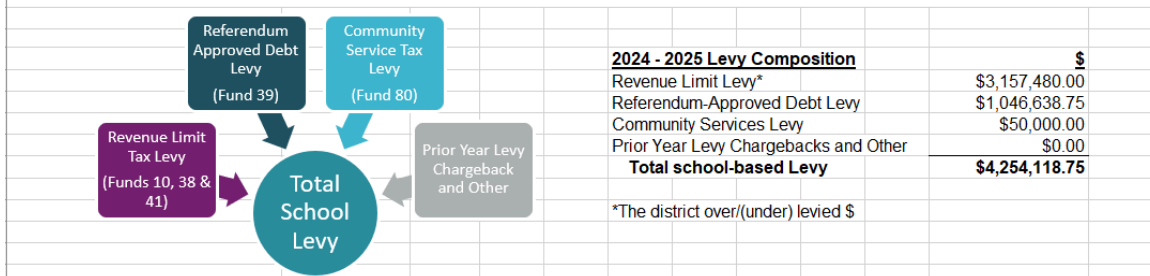 Referendum
Approved Debt
Levy
(Fund 39)
Community
Service Tax
Levy
(Fund 80)
Revenue Limit
Tax Levy
(Funds 10, 38 &
41)
Prior Year Levy
Chargeback
and Other
Total
School
Levy
2024 - 2025 Levy Composition $
Revenue Limit Levy* $3,157,480.00
Referendum-Approved Debt Levy $1,046,638.75
Community Services Levy $50,000.00
Prior Year Levy Chargebacks and Other $0.00
Total school-based Levy $4,254,118.75
*The district over/(under) levied $